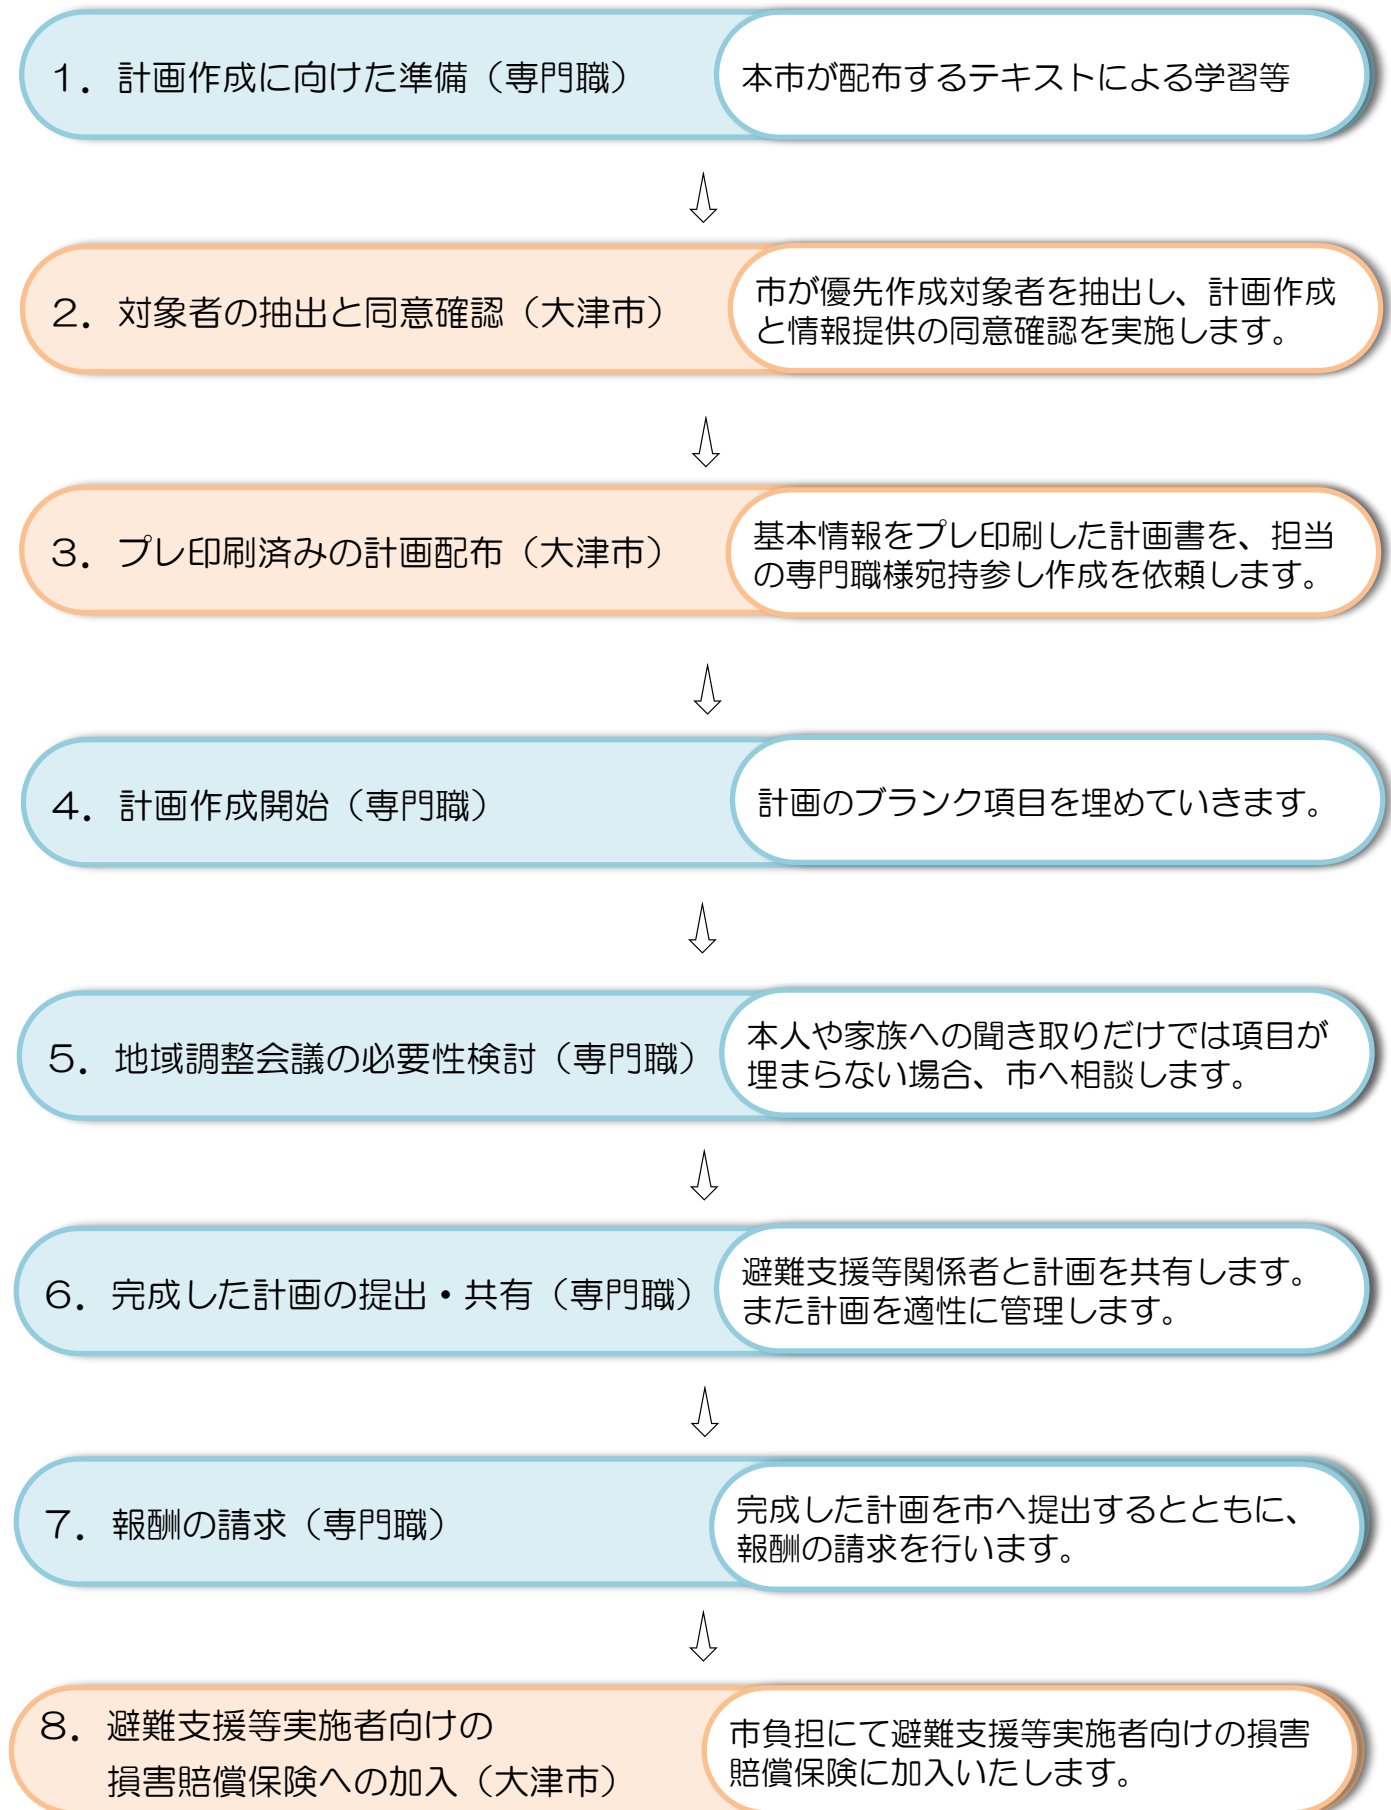 １．計画作成に向けた準備（専門職）
本市が配布するテキストによる学習等
２．対象者の抽出と同意確認（大津市）
市が優先作成対象者を抽出し、計画作成
と情報提供の同意確認を実施します。
３．プレ印刷済みの計画配布（大津市）
基本情報をプレ印刷した計画書を、担当
の専門職様宛持参し作成を依頼します。
４．計画作成開始（専門職）
計画のブランク項目を埋めていきます。
５．地域調整会議の必要性検討（専門職）
本人や家族への聞き取りだけでは項目が
埋まらない場合、市へ相談します。
６．完成した計画の提出・共有（専門職）
避難支援等関係者と計画を共有します。
また計画を適性に管理します。
７．報酬の請求（専門職）
完成した計画を市へ提出するとともに、
報酬の請求を行います。
８．避難支援等実施者向けの
損害賠償保険への加入（大津市）
市負担にて避難支援等実施者向けの損害
賠償保険に加入いたします。